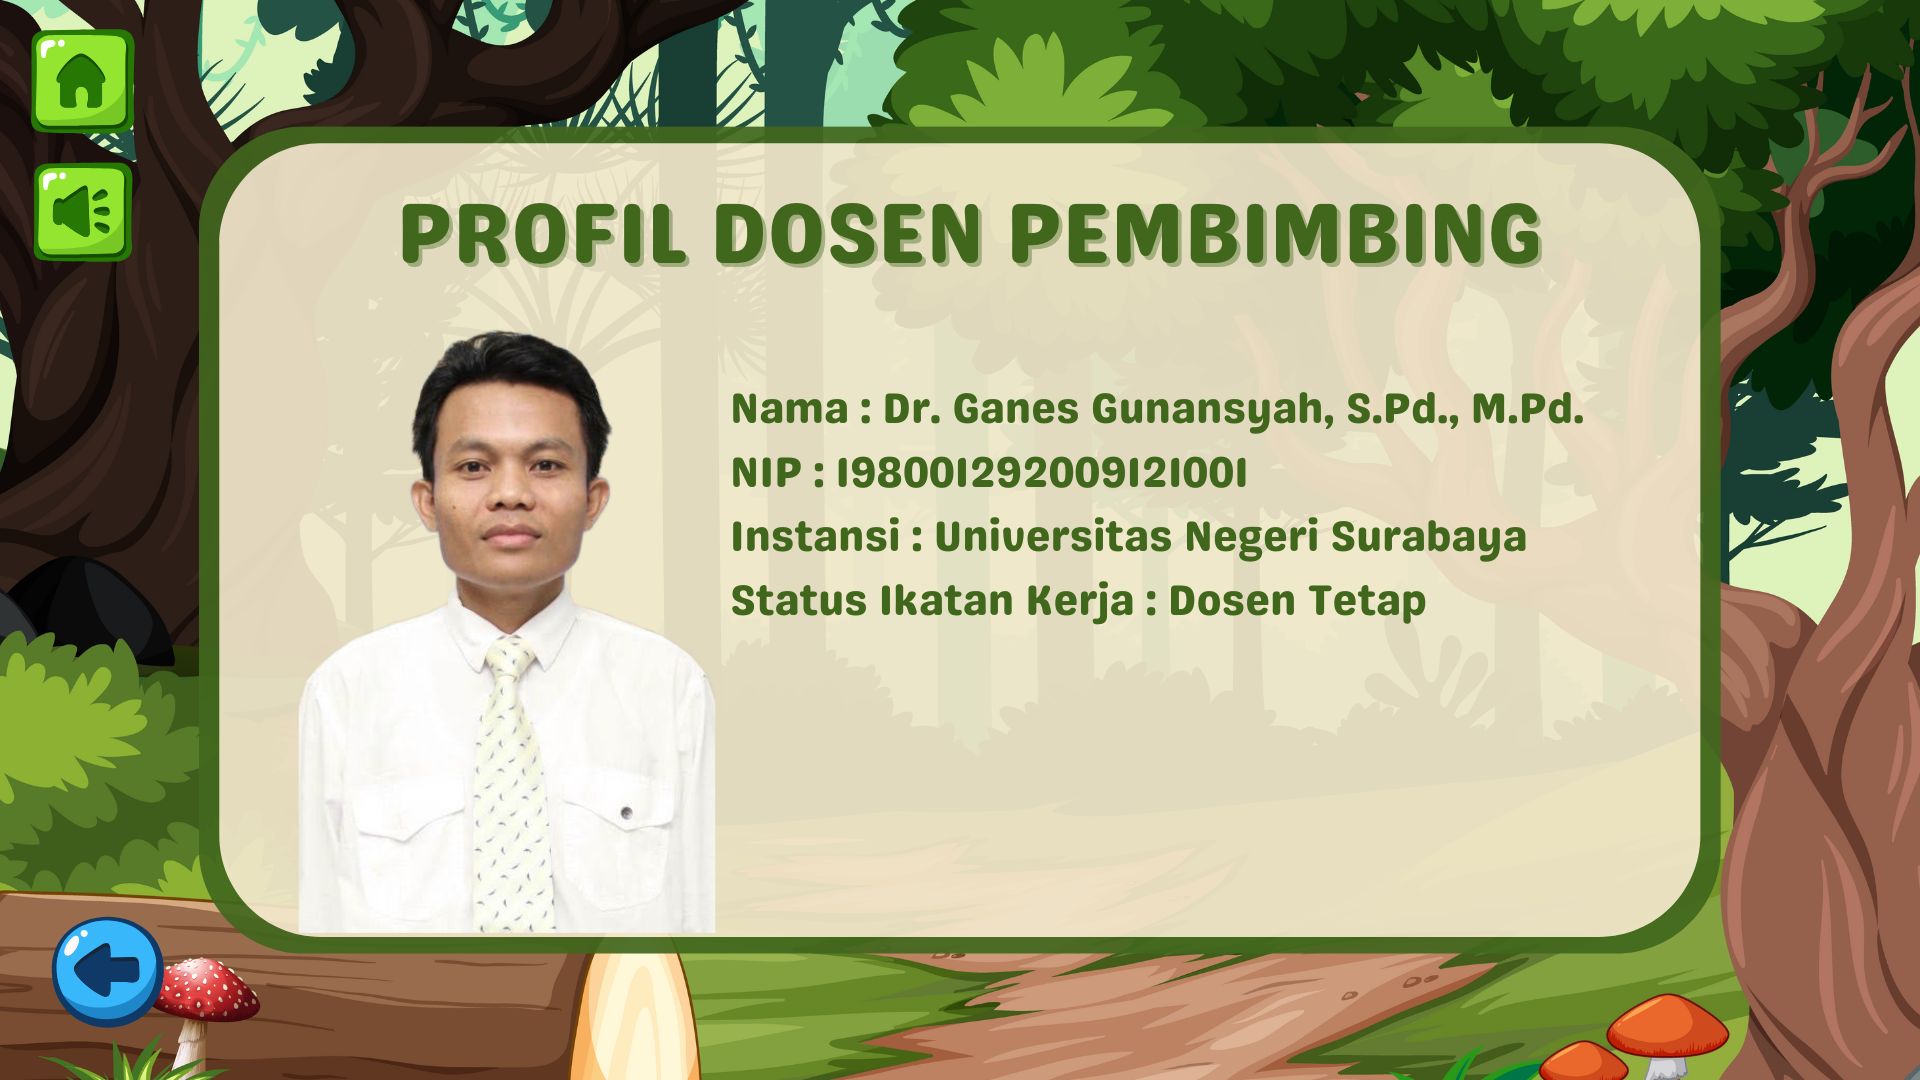 PROFIL DOSEN PEMBIMBING
Nama : Dr. Ganes Gunansyah, S.Pd., M.Pd.
NIP : 198001292009121001
Instansi : Universitas Negeri Surabaya
Status Ikatan Kerja : Dosen Tetap